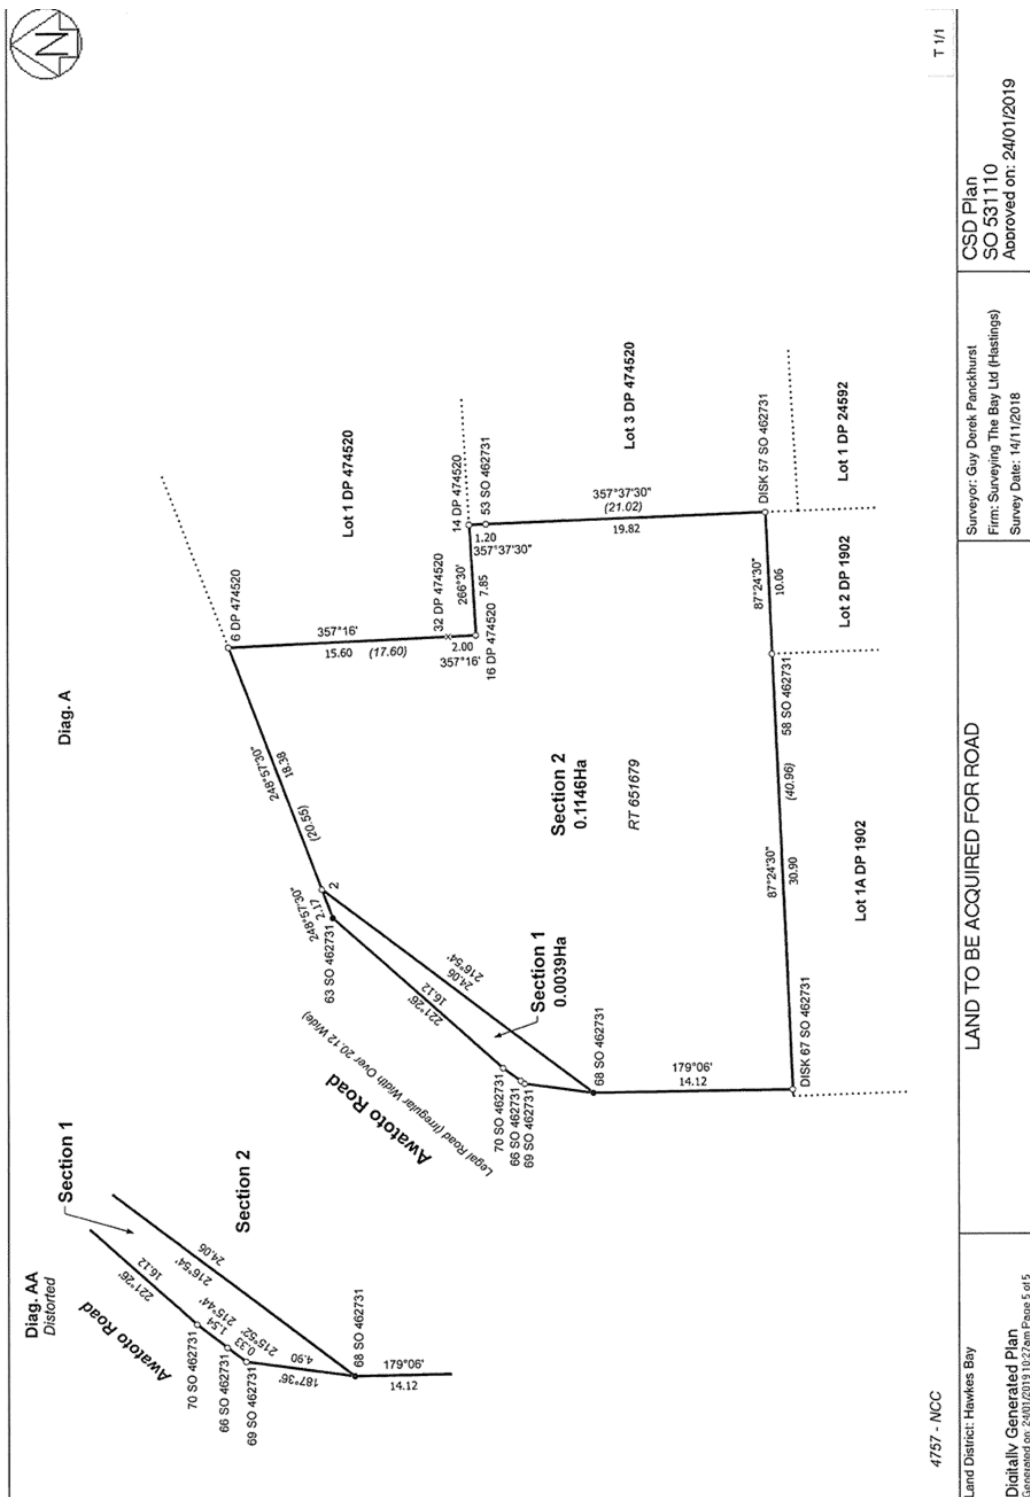 N
T 1/1
Diag. A
Diag. AA
Distorted
Section 1
Section 2
Awatoto Road
221°26'
16.12
216°54'
24.06
70 SO 462731
66 SO 462731
69 SO 462731
1.54
215°44'
0.33
215°52'
4.90
187°36'
68 SO 462731
179°06'
14.12
6 DP 474520
248°57'30"
18.38
(20.55)
357°16'
15.60
(17.60)
Lot 1 DP 474520
32 DP 474520
2.00
357°16'
16 DP 474520
266°30'
7.85
14 DP 474520
53 SO 462731
1.20
357°37'30"
357°37'30"
(21.02)
19.82
Lot 3 DP 474520
DISK 57 SO 462731
Lot 1 DP 24592
87°24'30"
10.06
Lot 2 DP 1902
58 SO 462731
(40.96)
87°24'30"
30.90
Lot 1A DP 1902
DISK 67 SO 462731
179°06'
14.12
68 SO 462731
Section 2
0.1146Ha
RT 651679
Section 1
0.0039Ha
248°57'30"
2.17
2
63 SO 462731
221°26'
16.12
24.06
216°54'
Awatoto Road
Legal Road (Irregular Width Over 20.12 Wide)
70 SO 462731
66 SO 462731
69 SO 462731
4757 - NCC
Land District: Hawkes Bay
Digitally Generated Plan
Generated on: 24/01/2019 10:27am Page 5 of 5
LAND TO BE ACQUIRED FOR ROAD
Surveyor: Guy Derek Panckhurst
Firm: Surveying The Bay Ltd (Hastings)
Survey Date: 14/11/2018
CSD Plan
SO 531110
Approved on: 24/01/2019